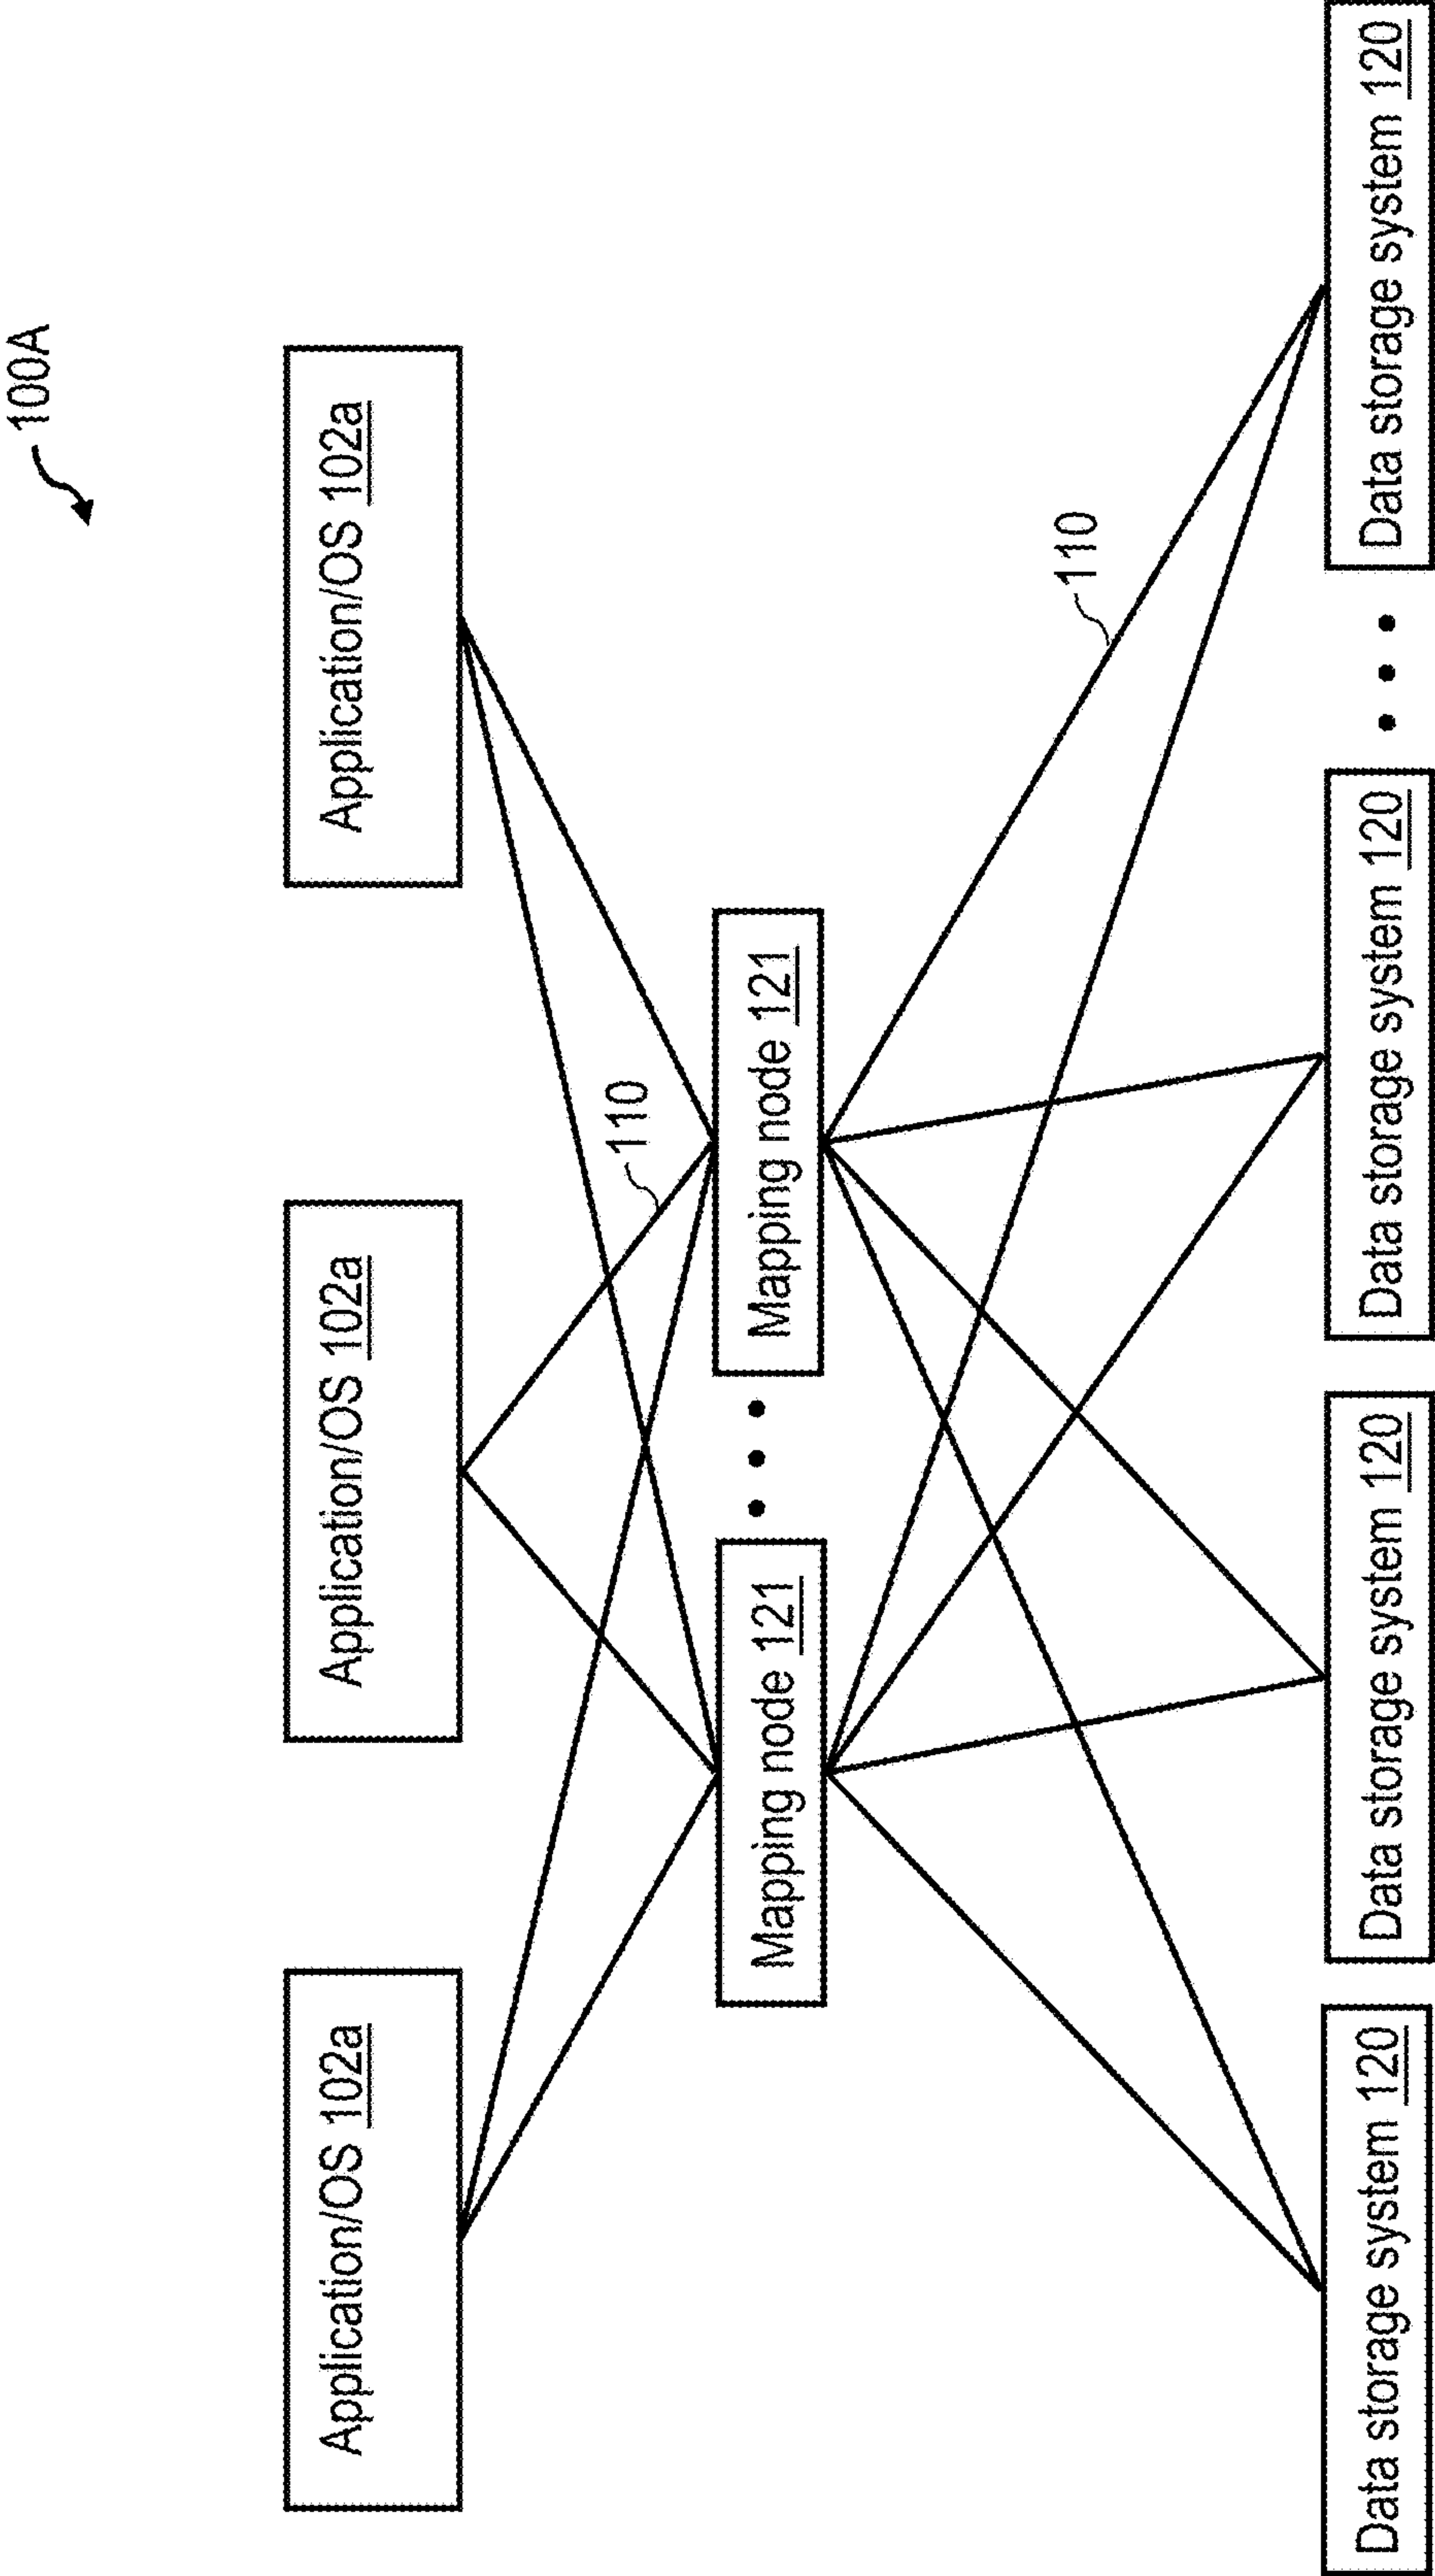 100A
Application/OS 102a
Application/OS 102a
Application/OS 102a
110
Mapping node 121
Mapping node 121
110
Data storage system 120
Data storage system 120
Data storage system 120
Data storage system 120